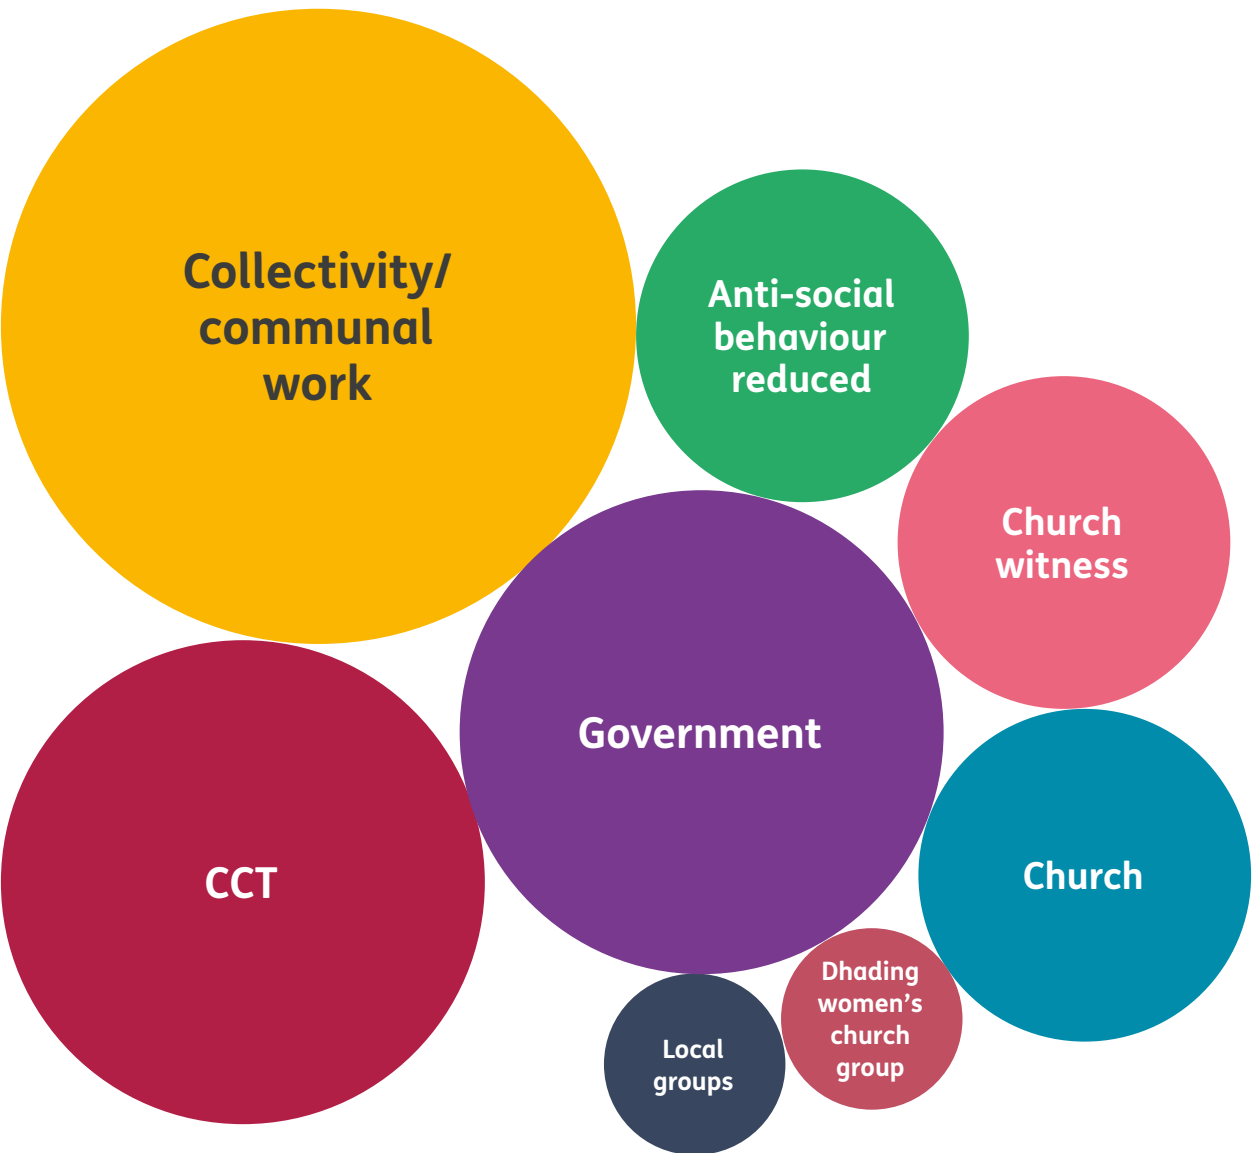 Collectivity/
communal
work
Anti-social
behaviour
reduced
Church
witness
Government
CCT
Church
Dhading
women’s
church
group
Local
groups